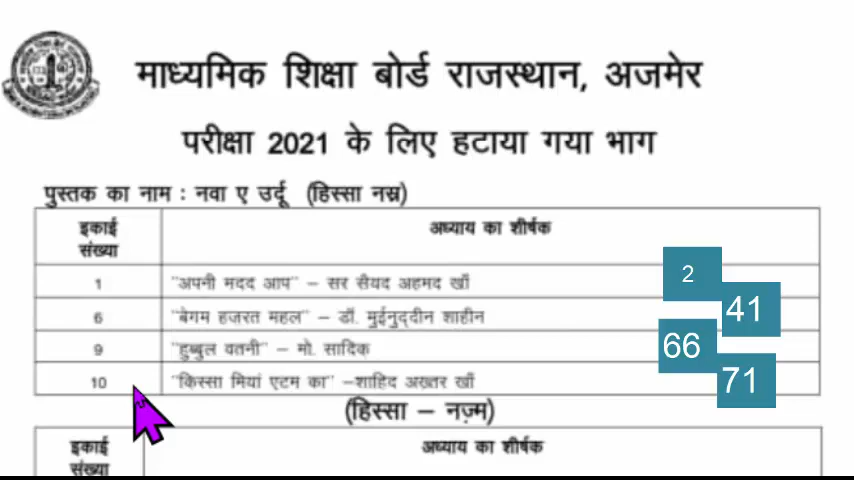 माध्यमिक शिक्षा बोर्ड राजस्थान, अजमेर
परीक्षा 2021 के लिए हटाया गया भाग
पुस्तक का नाम : नवा ए उर्दू (हिस्सा नस्र)
इकाई संख्या अध्याय का शीर्षक
1 "अपनी मदद आप" – सर सैयद अहमद खाँ 2
6 "बेगम हज़रत महल" – डॉ. मुईनुद्दीन शाहीन 41
9 "हुब्बुल वतनी" – मो. सादिक 66
10 "किस्सा मियां एटम का" –शाहिद अख़्तर खाँ 71
(हिस्सा – नज़्म)
इकाई संख्या अध्याय का शीर्षक